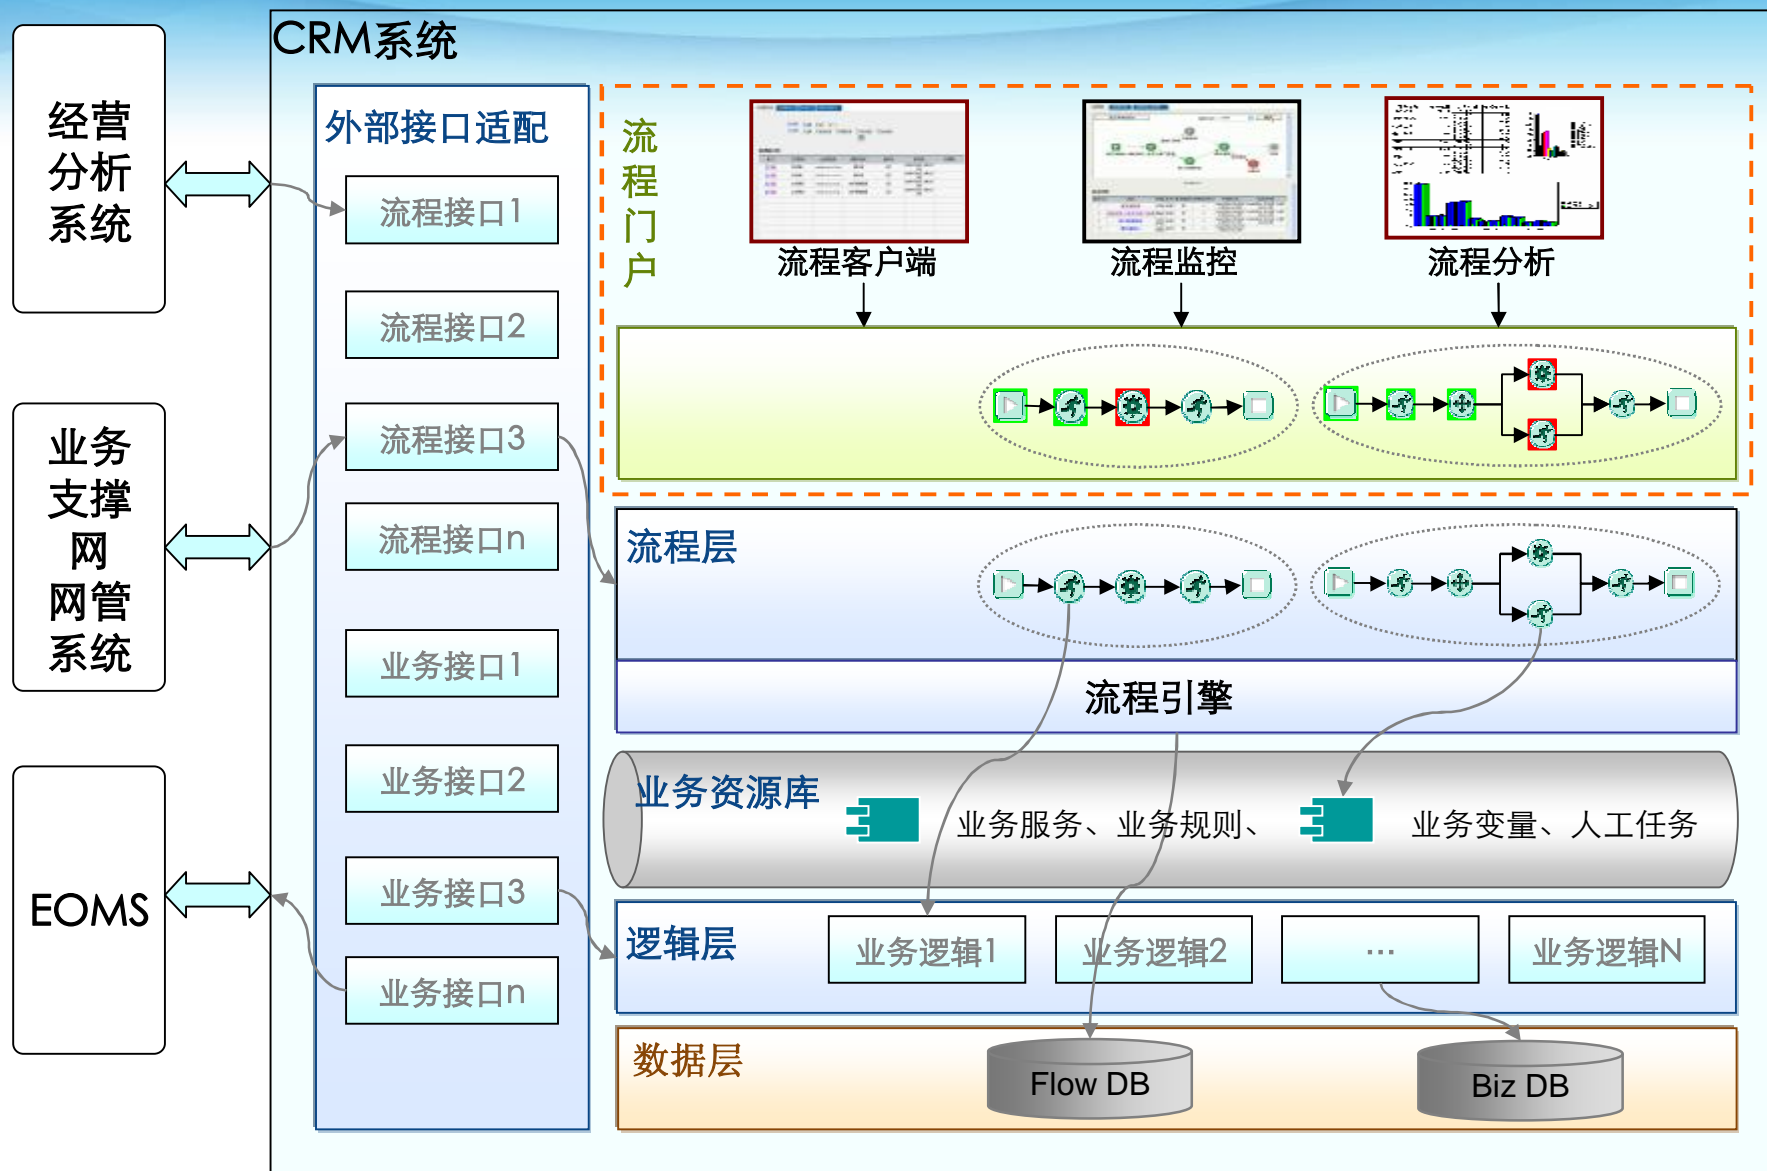 CRM系统
经营
分析
系统
业务
支撑
网
网管
系统
EOMS
外部接口适配
流程接口1
流程接口2
流程接口3
流程接口n
业务接口1
业务接口2
业务接口3
业务接口n
流
程
门
户
流程客户端
流程监控
流程分析
流程层
流程引擎
业务资源库
业务服务、业务规则、
业务变量、人工任务
逻辑层
业务逻辑1
业务逻辑2
...
业务逻辑N
数据层
Flow DB
Biz DB